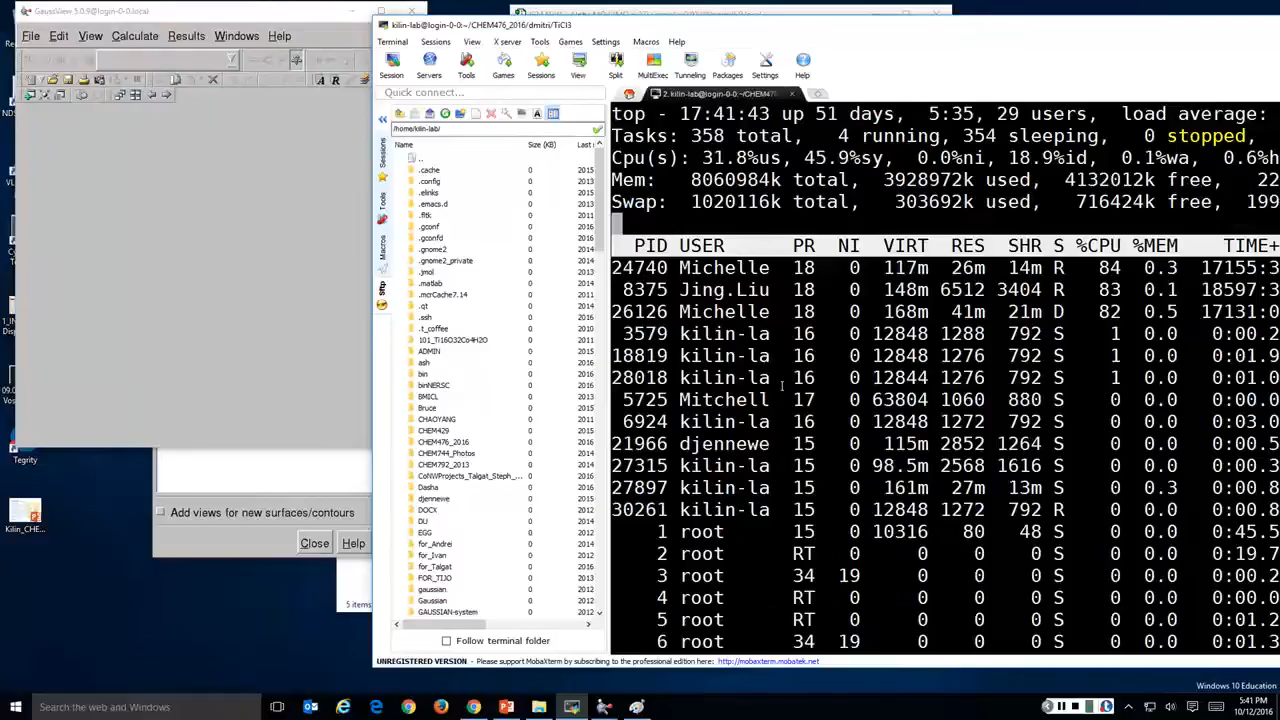 GaussView 5.0.9@login-0-0.local
File Edit View Calculate Results Windows Help
Add views for new surfaces/contours
Close Help
5 items
Tegrity
Kilin_CHE...
kilin-lab@login-0-0:~/CHEM476_2016/dmitri/TiCl3
Terminal Sessions View X server Tools Games Settings Macros Help
Session Servers Tools Games Sessions View Split MultiExec Tunneling Packages Settings Help
Quick connect...
2. kilin-lab@login-0-0:~/CHEM47
/home/kilin-lab/
Sessions
Tools
Macros
Sftp
Name Size (KB) Last
..
.cache 0 2015
.config 0 2016
.elinks 0 2015
.emacs.d 0 2013
.fltk 0 2011
.gconf 0 2016
.gconfd 0 2016
.gnome2 0 2014
.gnome2_private 0 2014
.jmol 0 2016
.matlab 0 2016
.mcrCache7.14 0 2016
.qt 0 2016
.ssh 0 2016
.t_coffee 0 2010
101_Ti16O32Co4H2O 0 2011
ADMIN 0 2015
ash 0 2016
bin 0 2016
binNERSC 0 2016
BMICL 0 2013
Bruce 0 2016
CHAOYANG 0 2011
CHEM429 0 2015
CHEM476_2016 0 2016
CHEM744_Photos 0 2016
CHEM792_2013 0 2016
CoNWProjects_Talgat_Steph_... 0 2016
Dasha 0 2016
djennewe 0 2015
DOCX 0 2012
DU 0 2014
EGG 0 2012
for_Andrei 0 2014
for_Ivan 0 2012
for_Talgat 0 2016
FOR_TIJO 0 2013
gaussian 0 2012
Gaussian 0 2012
GAUSSIAN-system 0 2012
Follow terminal folder
top - 17:41:43 up 51 days, 5:35, 29 users, load average:
Tasks: 358 total, 4 running, 354 sleeping, 0 stopped,
Cpu(s): 31.8%us, 45.9%sy, 0.0%ni, 18.9%id, 0.1%wa, 0.6%h
Mem: 8060984k total, 3928972k used, 4132012k free, 22
Swap: 1020116k total, 303692k used, 716424k free, 199
PID USER PR NI VIRT RES SHR S %CPU %MEM TIME+
24740 Michelle 18 0 117m 26m 14m R 84 0.3 17155:3
8375 Jing.Liu 18 0 148m 6512 3404 R 83 0.1 18597:3
26126 Michelle 18 0 168m 41m 21m D 82 0.5 17131:0
3579 kilin-la 16 0 12848 1288 792 S 1 0.0 0:00.2
18819 kilin-la 16 0 12848 1276 792 S 1 0.0 0:01.9
28018 kilin-la 16 0 12844 1276 792 S 1 0.0 0:01.0
5725 Mitchell 17 0 63804 1060 880 S 0 0.0 0:00.0
6924 kilin-la 16 0 12848 1272 792 S 0 0.0 0:03.0
21966 djennewe 15 0 115m 2852 1264 S 0 0.0 0:00.5
27315 kilin-la 15 0 98.5m 2568 1616 S 0 0.0 0:00.3
27897 kilin-la 15 0 161m 27m 13m S 0 0.3 0:00.8
30261 kilin-la 15 0 12848 1272 792 R 0 0.0 0:00.8
1 root 15 0 10316 80 48 S 0 0.0 0:45.5
2 root RT 0 0 0 0 S 0 0.0 0:19.7
3 root 34 19 0 0 0 S 0 0.0 0:00.2
4 root RT 0 0 0 0 S 0 0.0 0:00.0
5 root RT 0 0 0 0 S 0 0.0 0:01.2
6 root 34 19 0 0 0 S 0 0.0 0:01.3
UNREGISTERED VERSION - Please support MobaXterm by subscribing to the professional edition here: http://mobaxterm.mobatek.net
Windows 10 Education
Search the web and Windows
5:41 PM
10/12/2016